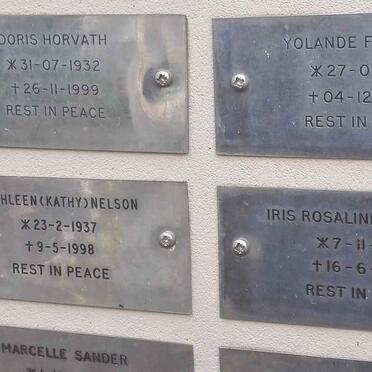 DORIS HORVATH
*31-07-1932
†26-11-1999
REST IN PEACE
YOLANDE F
*27-0
†04-12
REST IN
HLEEN (KATHY) NELSON
*23-2-1937
†9-5-1998
REST IN PEACE
IRIS ROSALIN
*7-11-
†16-6-
REST IN
MARCELLE SANDER